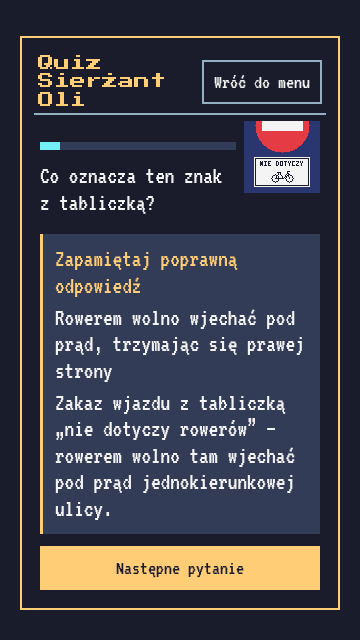 Quiz
Sierżant
Oli
Wróć do menu
NIE DOTYCZY
Co oznacza ten znak
z tabliczką?
Zapamiętaj poprawną
odpowiedź
Rowerem wolno wjechać pod
prąd, trzymając się prawej
strony
Zakaz wjazdu z tabliczką
„nie dotyczy rowerów” –
rowerem wolno tam wjechać
pod prąd jednokierunkowej
ulicy.
Następne pytanie